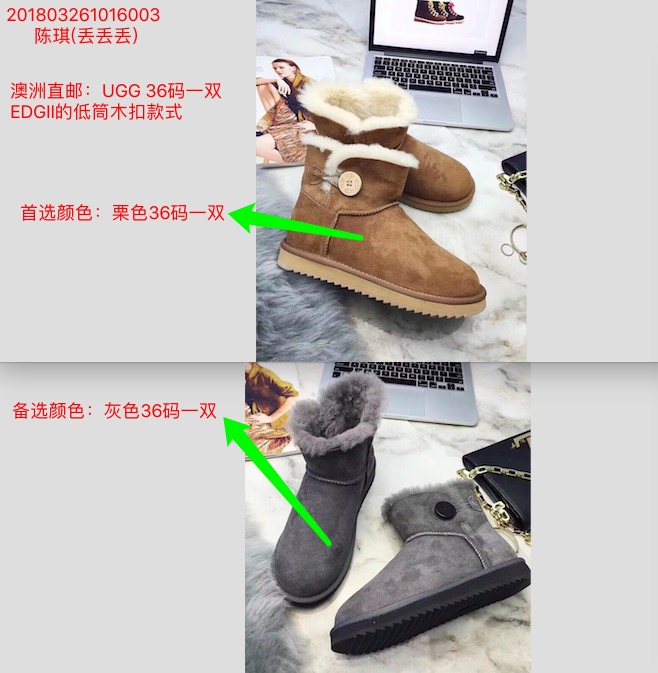 201803261016003
陈琪(丢丢丢)
澳洲直邮：UGG 36码一双
EDGII的低筒木扣款式
首选颜色：栗色36码一双
备选颜色：灰色36码一双